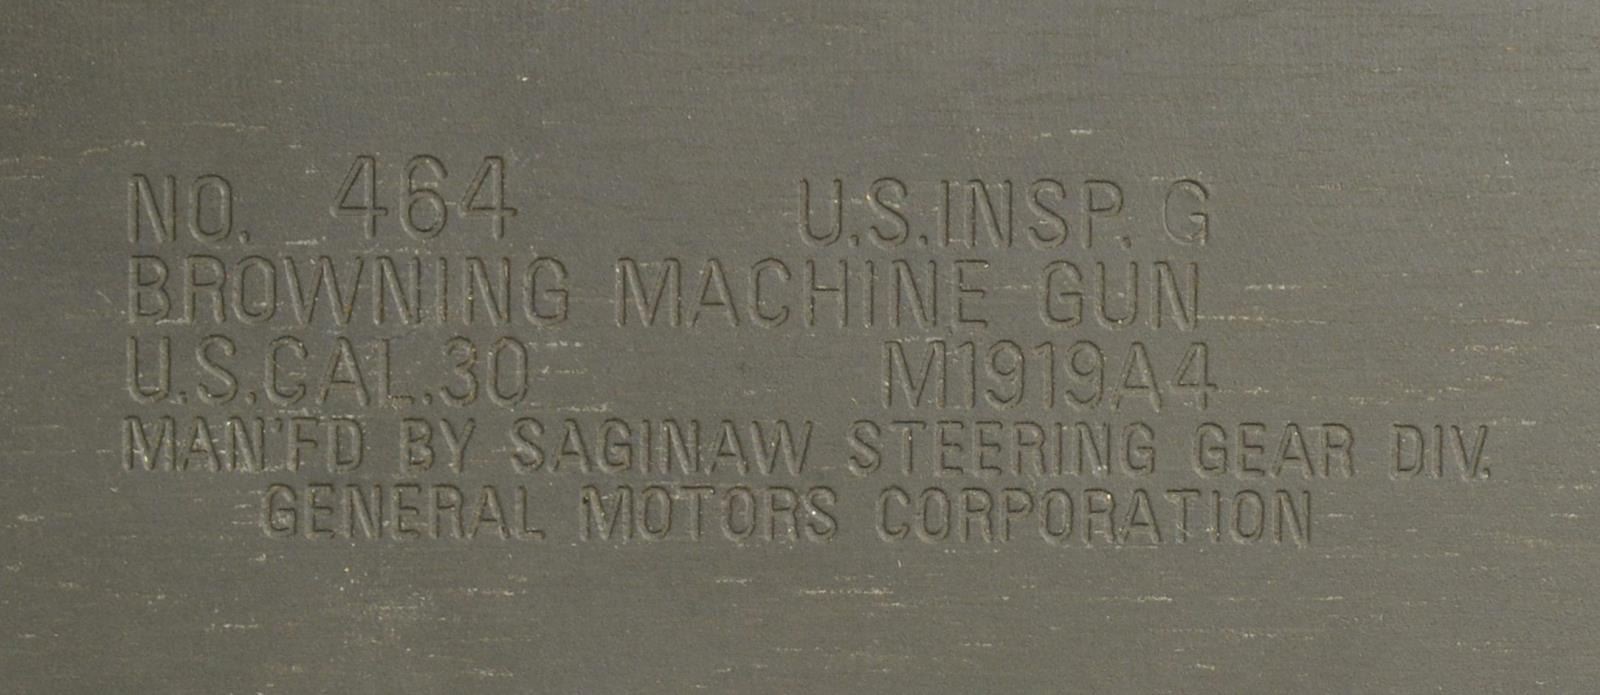 NO. 464 U.S.INSP. G
BROWNING MACHINE GUN
U.S.CAL.30 M1919A4
MAN'FD BY SAGINAW STEERING GEAR DIV.
GENERAL MOTORS CORPORATION